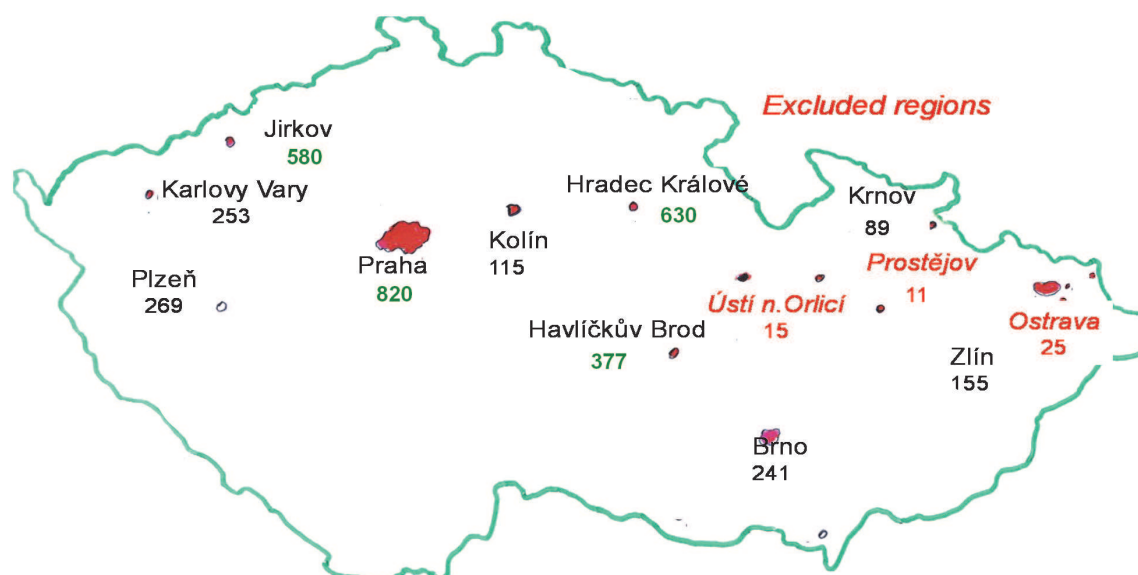 Excluded regions
Jirkov
580
Karlovy Vary
253
Hradec Králové
630
Krnov
89
Kolín
115
Praha
820
Plzeň
269
Prostějov
11
Ústí n.Orlicí
15
Ostrava
25
Havlíčkův Brod
377
Zlín
155
Brno
241